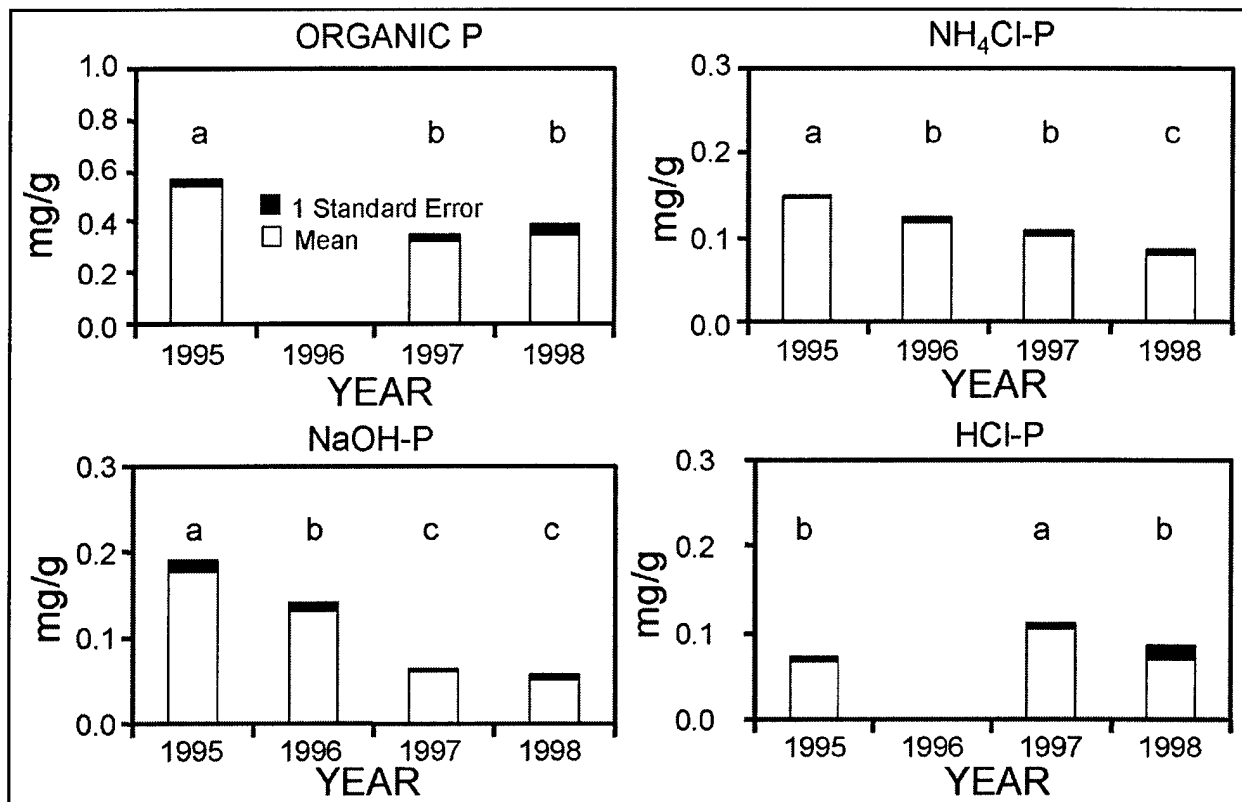 ORGANIC P
1.0
0.8
0.6
0.4
0.2
0.0
mg/g
a
b
b
1 Standard Error
Mean
1995
1996
1997
1998
YEAR
NH₄Cl-P
0.3
0.2
0.1
0.0
mg/g
a
b
b
c
1995
1996
1997
1998
YEAR
NaOH-P
0.3
0.2
0.1
0.0
mg/g
a
b
c
c
1995
1996
1997
1998
YEAR
HCl-P
0.3
0.2
0.1
0.0
mg/g
b
a
b
1995
1996
1997
1998
YEAR